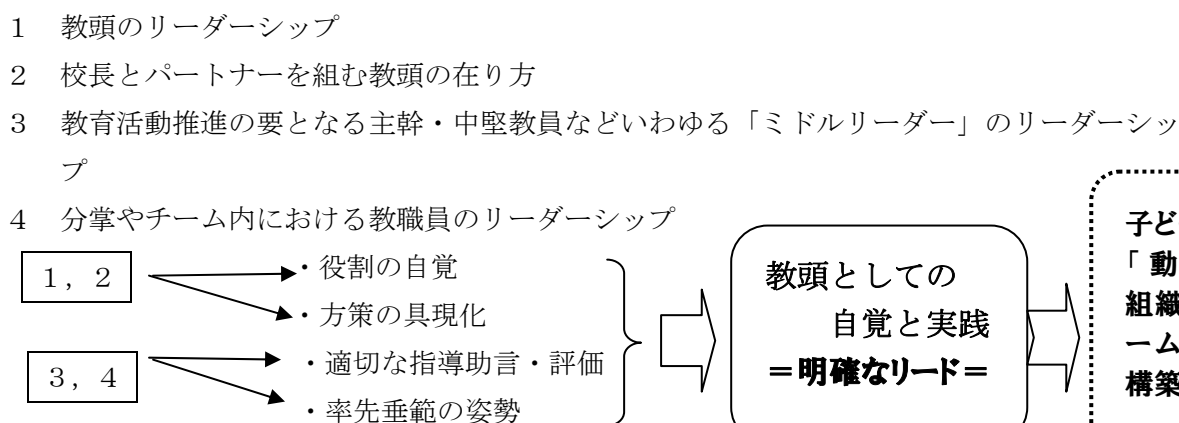 １ 教頭のリーダーシップ
２ 校長とパートナーを組む教頭の在り方
３ 教育活動推進の要となる主幹・中堅教員などいわゆる「ミドルリーダー」のリーダーシッ
プ
４ 分掌やチーム内における教職員のリーダーシップ
１，２
・役割の自覚
・方策の具現化
３，４
・適切な指導助言・評価
・率先垂範の姿勢
教頭としての
自覚と実践
＝明確なリード＝
子ど
「動
組織
ーム
構築